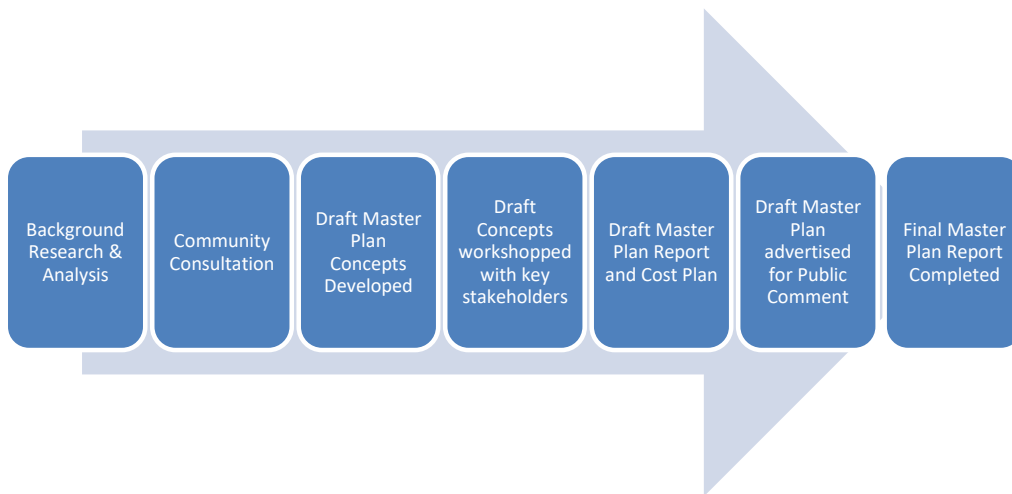 Background
Research &
Analysis
Community
Consultation
Draft Master
Plan
Concepts
Developed
Draft
Concepts
workshopped
with key
stakeholders
Draft Master
Plan Report
and Cost Plan
Draft Master
Plan
advertised
for Public
Comment
Final Master
Plan Report
Completed